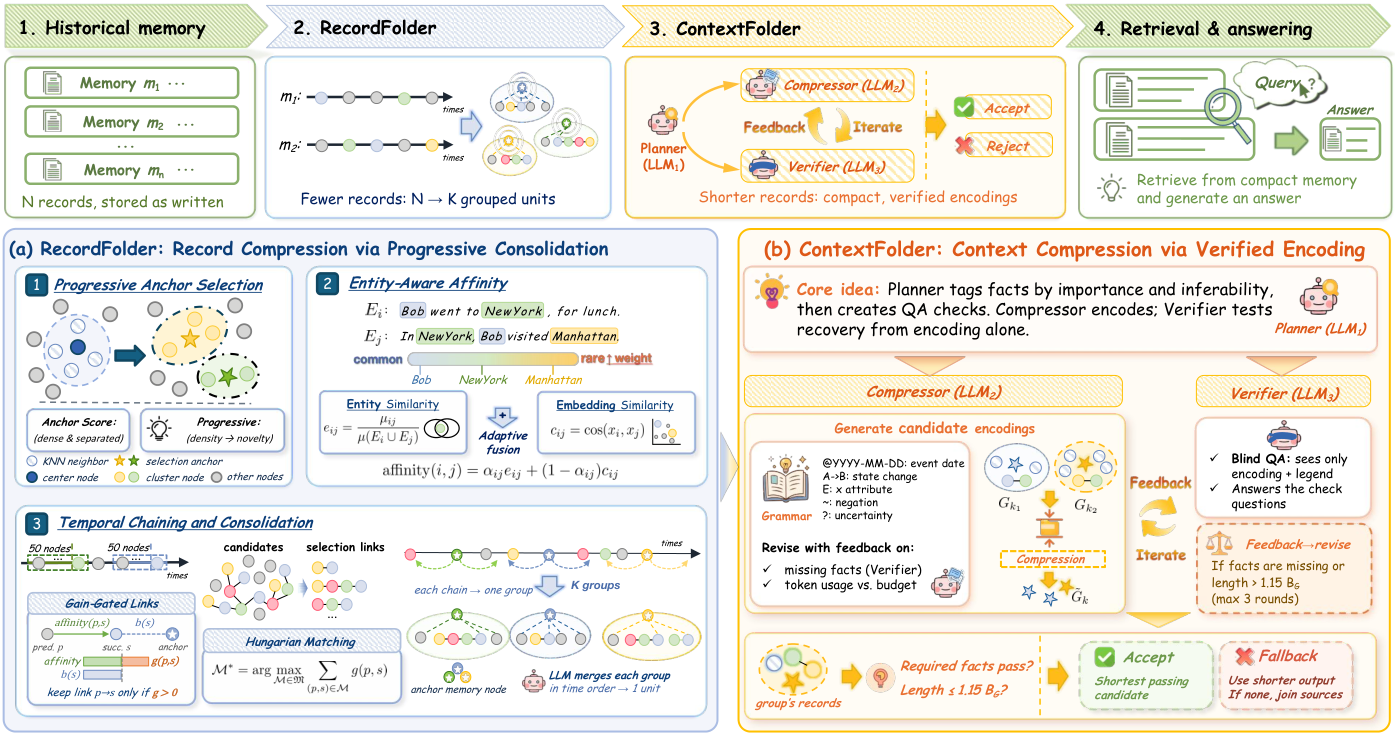 1. Historical memory
2. RecordFolder
3. ContextFolder
4. Retrieval & answering
Memory m₁ ...
Memory m₂ ...
...
Memory mₙ ...
N records, stored as written
m₁:
times
m₂:
times
Fewer records: N → K grouped units
Planner
(LLM₁)
Compressor (LLM₂)
Feedback
Iterate
Verifier (LLM₃)
Accept
Reject
Shorter records: compact, verified encodings
Query ?
Answer
Retrieve from compact memory
and generate an answer
(a) RecordFolder: Record Compression via Progressive Consolidation
1 Progressive Anchor Selection
Anchor Score:
(dense & separated)
Progressive:
(density → novelty)
KNN neighbor
selection anchor
center node
cluster node
other nodes
2 Entity-Aware Affinity
Eᵢ: Bob went to NewYork , for lunch.
Eⱼ: In NewYork, Bob visited Manhattan.
common
rare↑weight
Bob
NewYork
Manhattan
Entity Similarity
eᵢⱼ = μᵢⱼ / μ(Eᵢ ∪ Eⱼ)
+
Adaptive
fusion
Embedding Similarity
cᵢⱼ = cos(xᵢ, xⱼ)
affinity(i, j) = αᵢⱼeᵢⱼ + (1−αᵢⱼ)cᵢⱼ
3 Temporal Chaining and Consolidation
50 nodes
...
50 nodes
...
times
candidates
selection links
...
Gain-Gated Links
affinity(p,s)
b(s)
pred. p
succ. s
anchor
affinity
g(p,s)
b(s)
keep link p→s only if g > 0
Hungarian Matching
M* = arg max_{M∈𝔐} ∑_{(p,s)∈M} g(p, s)
times
each chain → one group
K groups
anchor memory node
LLM merges each group
in time order → 1 unit
(b) ContextFolder: Context Compression via Verified Encoding
Core idea: Planner tags facts by importance and inferability,
then creates QA checks. Compressor encodes; Verifier tests
recovery from encoding alone.
Planner (LLM₁)
Compressor (LLM₂)
Generate candidate encodings
Grammar
@YYYY-MM-DD: event date
A->B: state change
E: x attribute
~: negation
?: uncertainty
Revise with feedback on:
✓ missing facts (Verifier)
✓ token usage vs. budget
Gₖ₁
Gₖ₂
Compression
G̃ₖ
Feedback
Iterate
Verifier (LLM₃)
✓ Blind QA: sees only
encoding + legend
✓ Answers the check
questions
Feedback→revise
If facts are missing or
length > 1.15 B_G
(max 3 rounds)
group's records
Required facts pass?
Length ≤ 1.15 B_G?
Accept
Shortest passing
candidate
Fallback
Use shorter output
If none, join sources